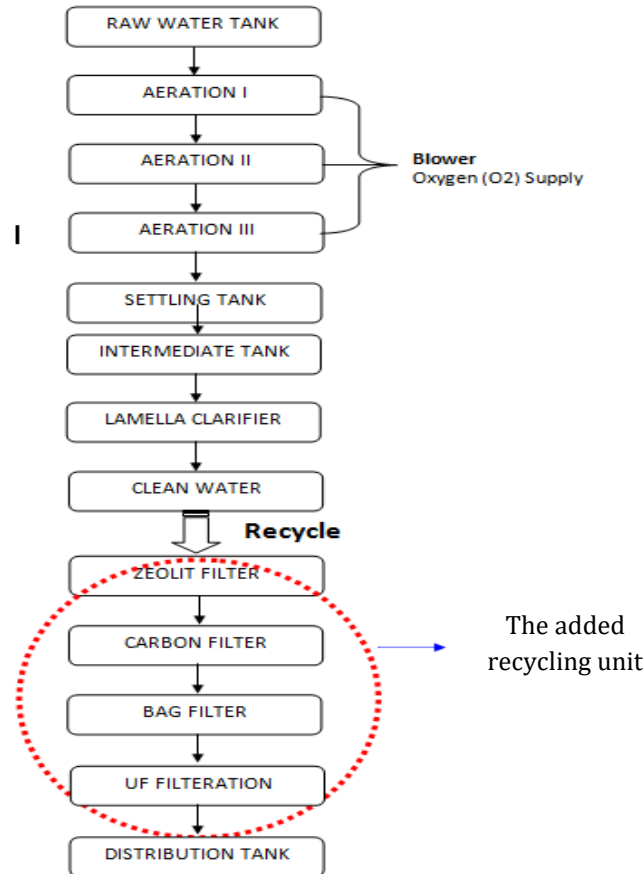 RAW WATER TANK
AERATION I
AERATION II
Blower
Oxygen (O2) Supply
AERATION III
I
SETTLING TANK
INTERMEDIATE TANK
LAMELLA CLARIFIER
CLEAN WATER
Recycle
ZEOLIT FILTER
CARBON FILTER
The added
recycling unit
BAG FILTER
UF FILTERATION
DISTRIBUTION TANK